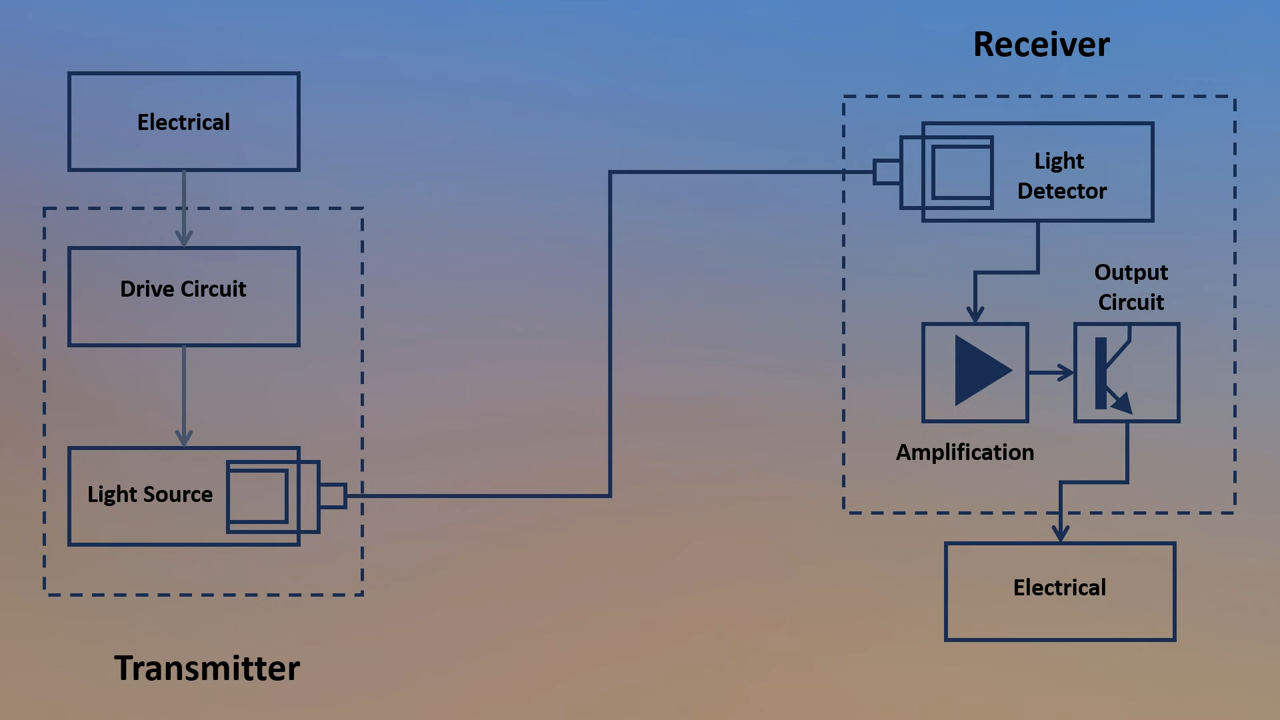 Receiver
Electrical
Light
Detector
Drive Circuit
Output
Circuit
Amplification
Light Source
Electrical
Transmitter